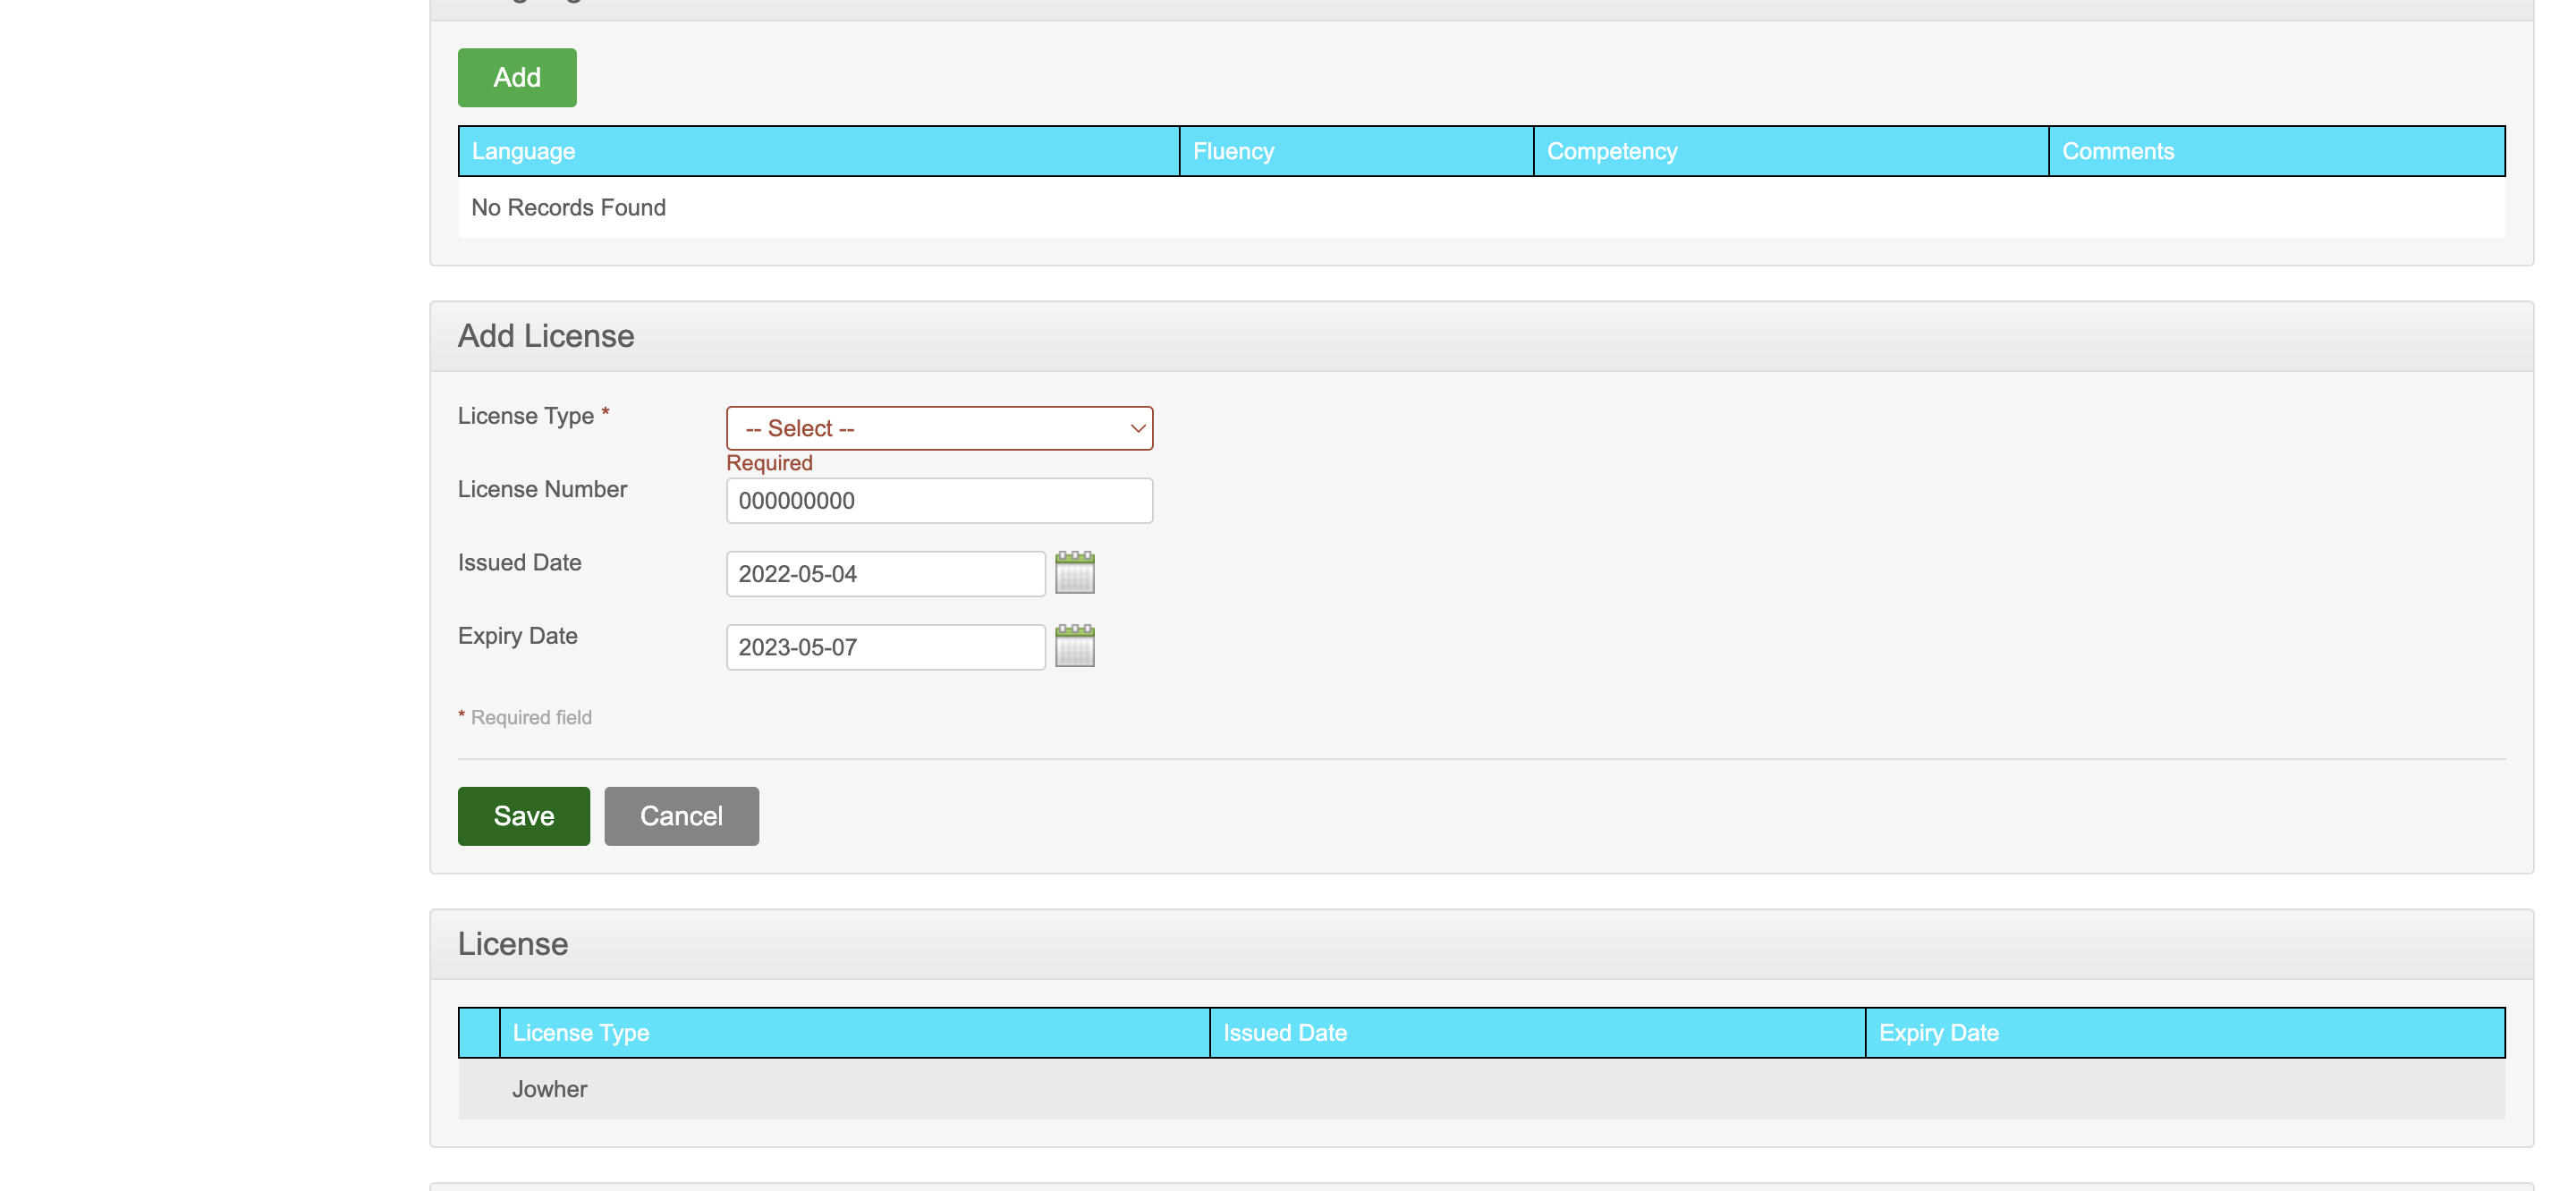 Add
Language Fluency Competency Comments
No Records Found
Add License
License Type * -- Select --
Required
License Number 000000000
Issued Date 2022-05-04
Expiry Date 2023-05-07
* Required field
Save Cancel
License
License Type Issued Date Expiry Date
Jowher